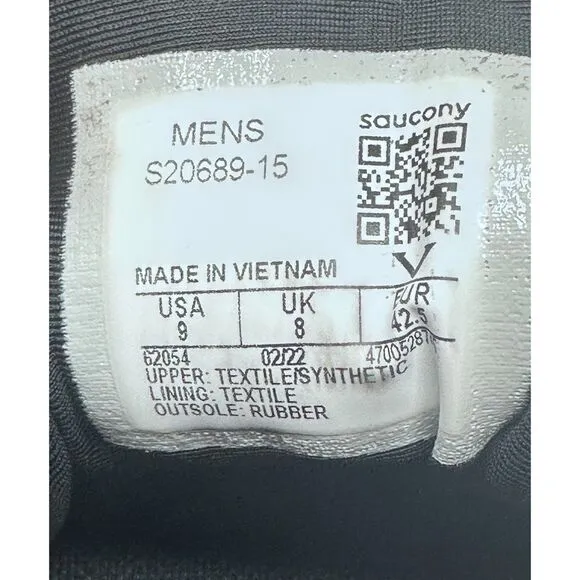 saucony
MENS
S20689-15
MADE IN VIETNAM
USA UK EUR
9 8 42.5
62054 02/22
UPPER: TEXTILE/SYNTHETIC
LINING: TEXTILE
OUTSOLE: RUBBER